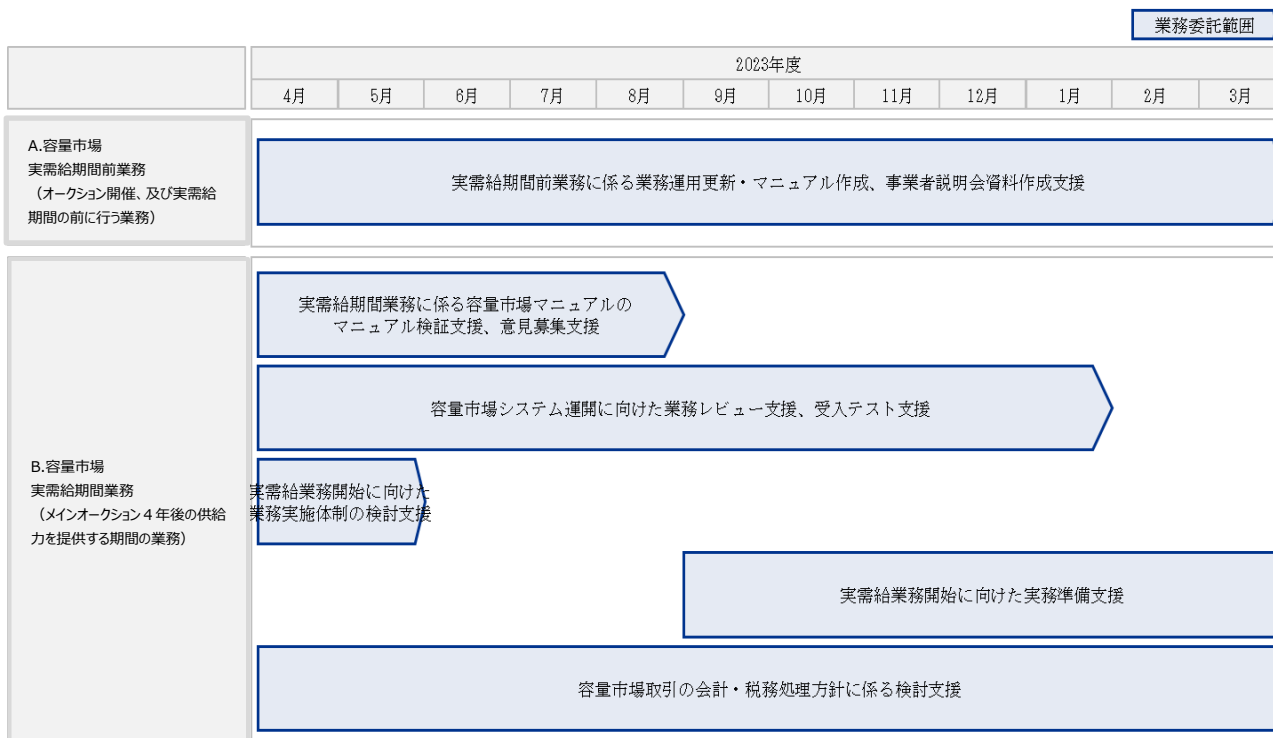 業務委託範囲
2023年度
4月 5月 6月 7月 8月 9月 10月 11月 12月 1月 2月 3月
A.容量市場
実需給期間前業務
（オークション開催、及び実需給
期間の前に行う業務）
実需給期間前業務に係る業務運用更新・マニュアル作成、事業者説明会資料作成支援
B.容量市場
実需給期間業務
（メインオークション４年後の供給
力を提供する期間の業務）
実需給期間業務に係る容量市場マニュアルの
マニュアル検証支援、意見募集支援
容量市場システム運開に向けた業務レビュー支援、受入テスト支援
実需給業務開始に向けた
業務実施体制の検討支援
実需給業務開始に向けた実務準備支援
容量市場取引の会計・税務処理方針に係る検討支援